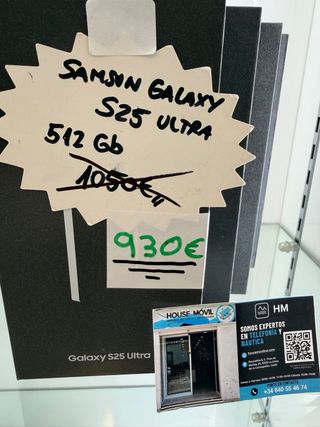 SAMSUN GALAXY
S25 ULTRA
512 Gb
1050€
930€
Galaxy S25 Ultra
HOUSE MÓVIL
HM
SOMOS EXPERTOS
EN TELEFONÍA Y
NÁUTICA
+34 640 55 46 74